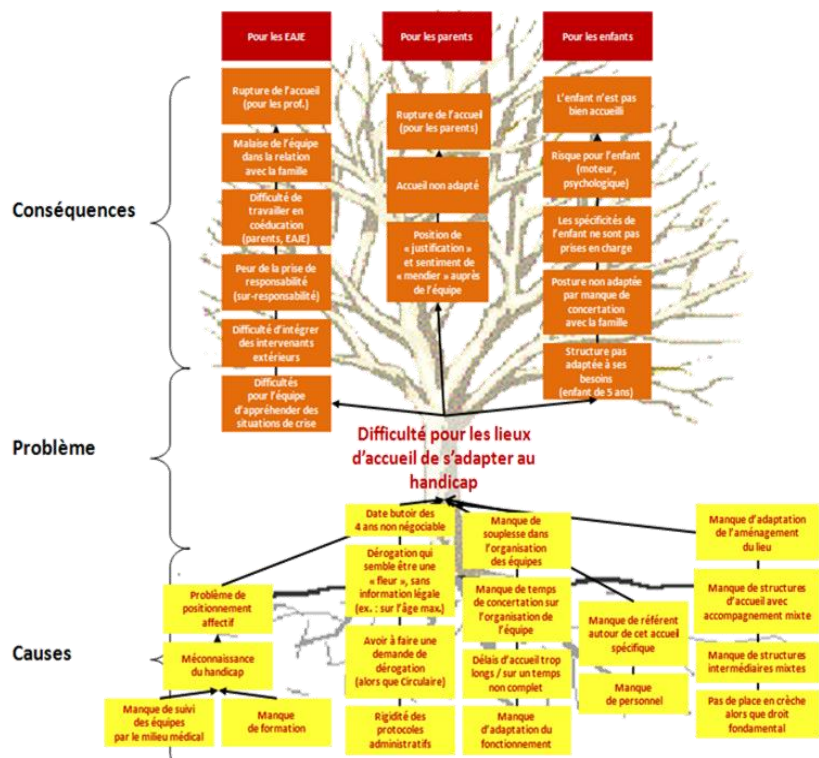 Pour les EAJE
Pour les parents
Pour les enfants
Conséquences
Rupture de l'accueil
(pour les prof.)
Malaise de l'équipe
dans la relation
avec la famille
Difficulté de
travailler en
coéducation
(parents, EAJE)
Peur de la prise de
responsabilité
(sur-responsabilité)
Difficulté d'intégrer
des intervenants
extérieurs
Difficultés
pour l'équipe
d'appréhender des
situations de crise
Rupture de l'accueil
(pour les parents)
Accueil non adapté
Position de
« justification »
et sentiment de
« mendier » auprès
de l'équipe
L'enfant n'est pas
bien accueilli
Risque pour l'enfant
(moteur,
psychologique)
Les spécificités de
l'enfant ne sont pas
prises en charge
Posture non adaptée
par manque de
concertation
avec la famille
Structure pas
adaptée à ses
besoins
(enfant de 5 ans)
Problème
Difficulté pour les lieux
d'accueil de s'adapter au
handicap
Causes
Problème de
positionnement
affectif
Méconnaissance
du handicap
Manque de suivi
des équipes
par le milieu médical
Manque
de formation
Date butoir des
4 ans non négociable
Dérogation qui
semble être une
« fleur », sans
information légale
(ex. : sur l'âge max.)
Avoir à faire une
demande de
dérogation
(alors que Circulaire)
Rigidité des
protocoles
administratifs
Manque de
souplesse dans
l'organisation
des équipes
Manque de temps
de concertation sur
l'organisation de
l'équipe
Délais d'accueil trop
longs / sur un temps
non complet
Manque
d'adaptation du
fonctionnement
Manque de référent
autour de cet accueil
spécifique
Manque
de personnel
Manque d'adaptation
de l'aménagement
du lieu
Manque de structures
d'accueil avec
accompagnement mixte
Manque de structures
intermédiaires mixtes
Pas de place en crèche
alors que droit
fondamental